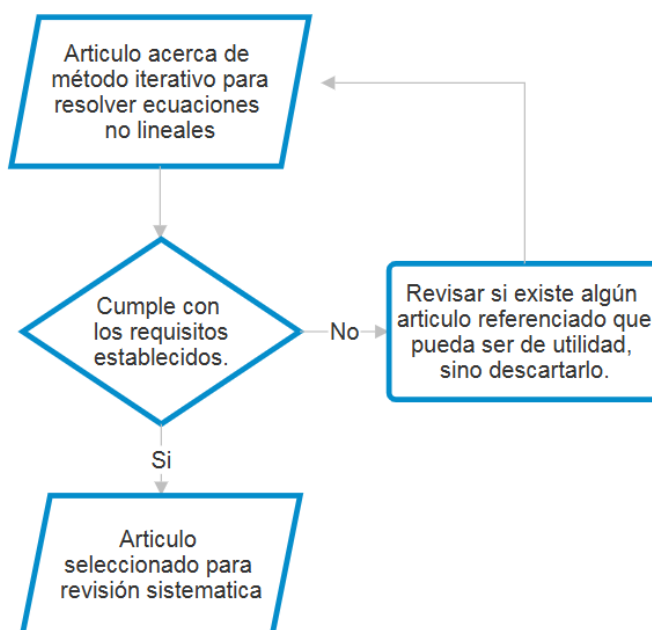 Articulo acerca de
método iterativo para
resolver ecuaciones
no lineales
Cumple con
los requisitos
establecidos.
No
Revisar si existe algún
articulo referenciado que
pueda ser de utilidad,
sino descartarlo.
Si
Articulo
seleccionado para
revisión sistematica